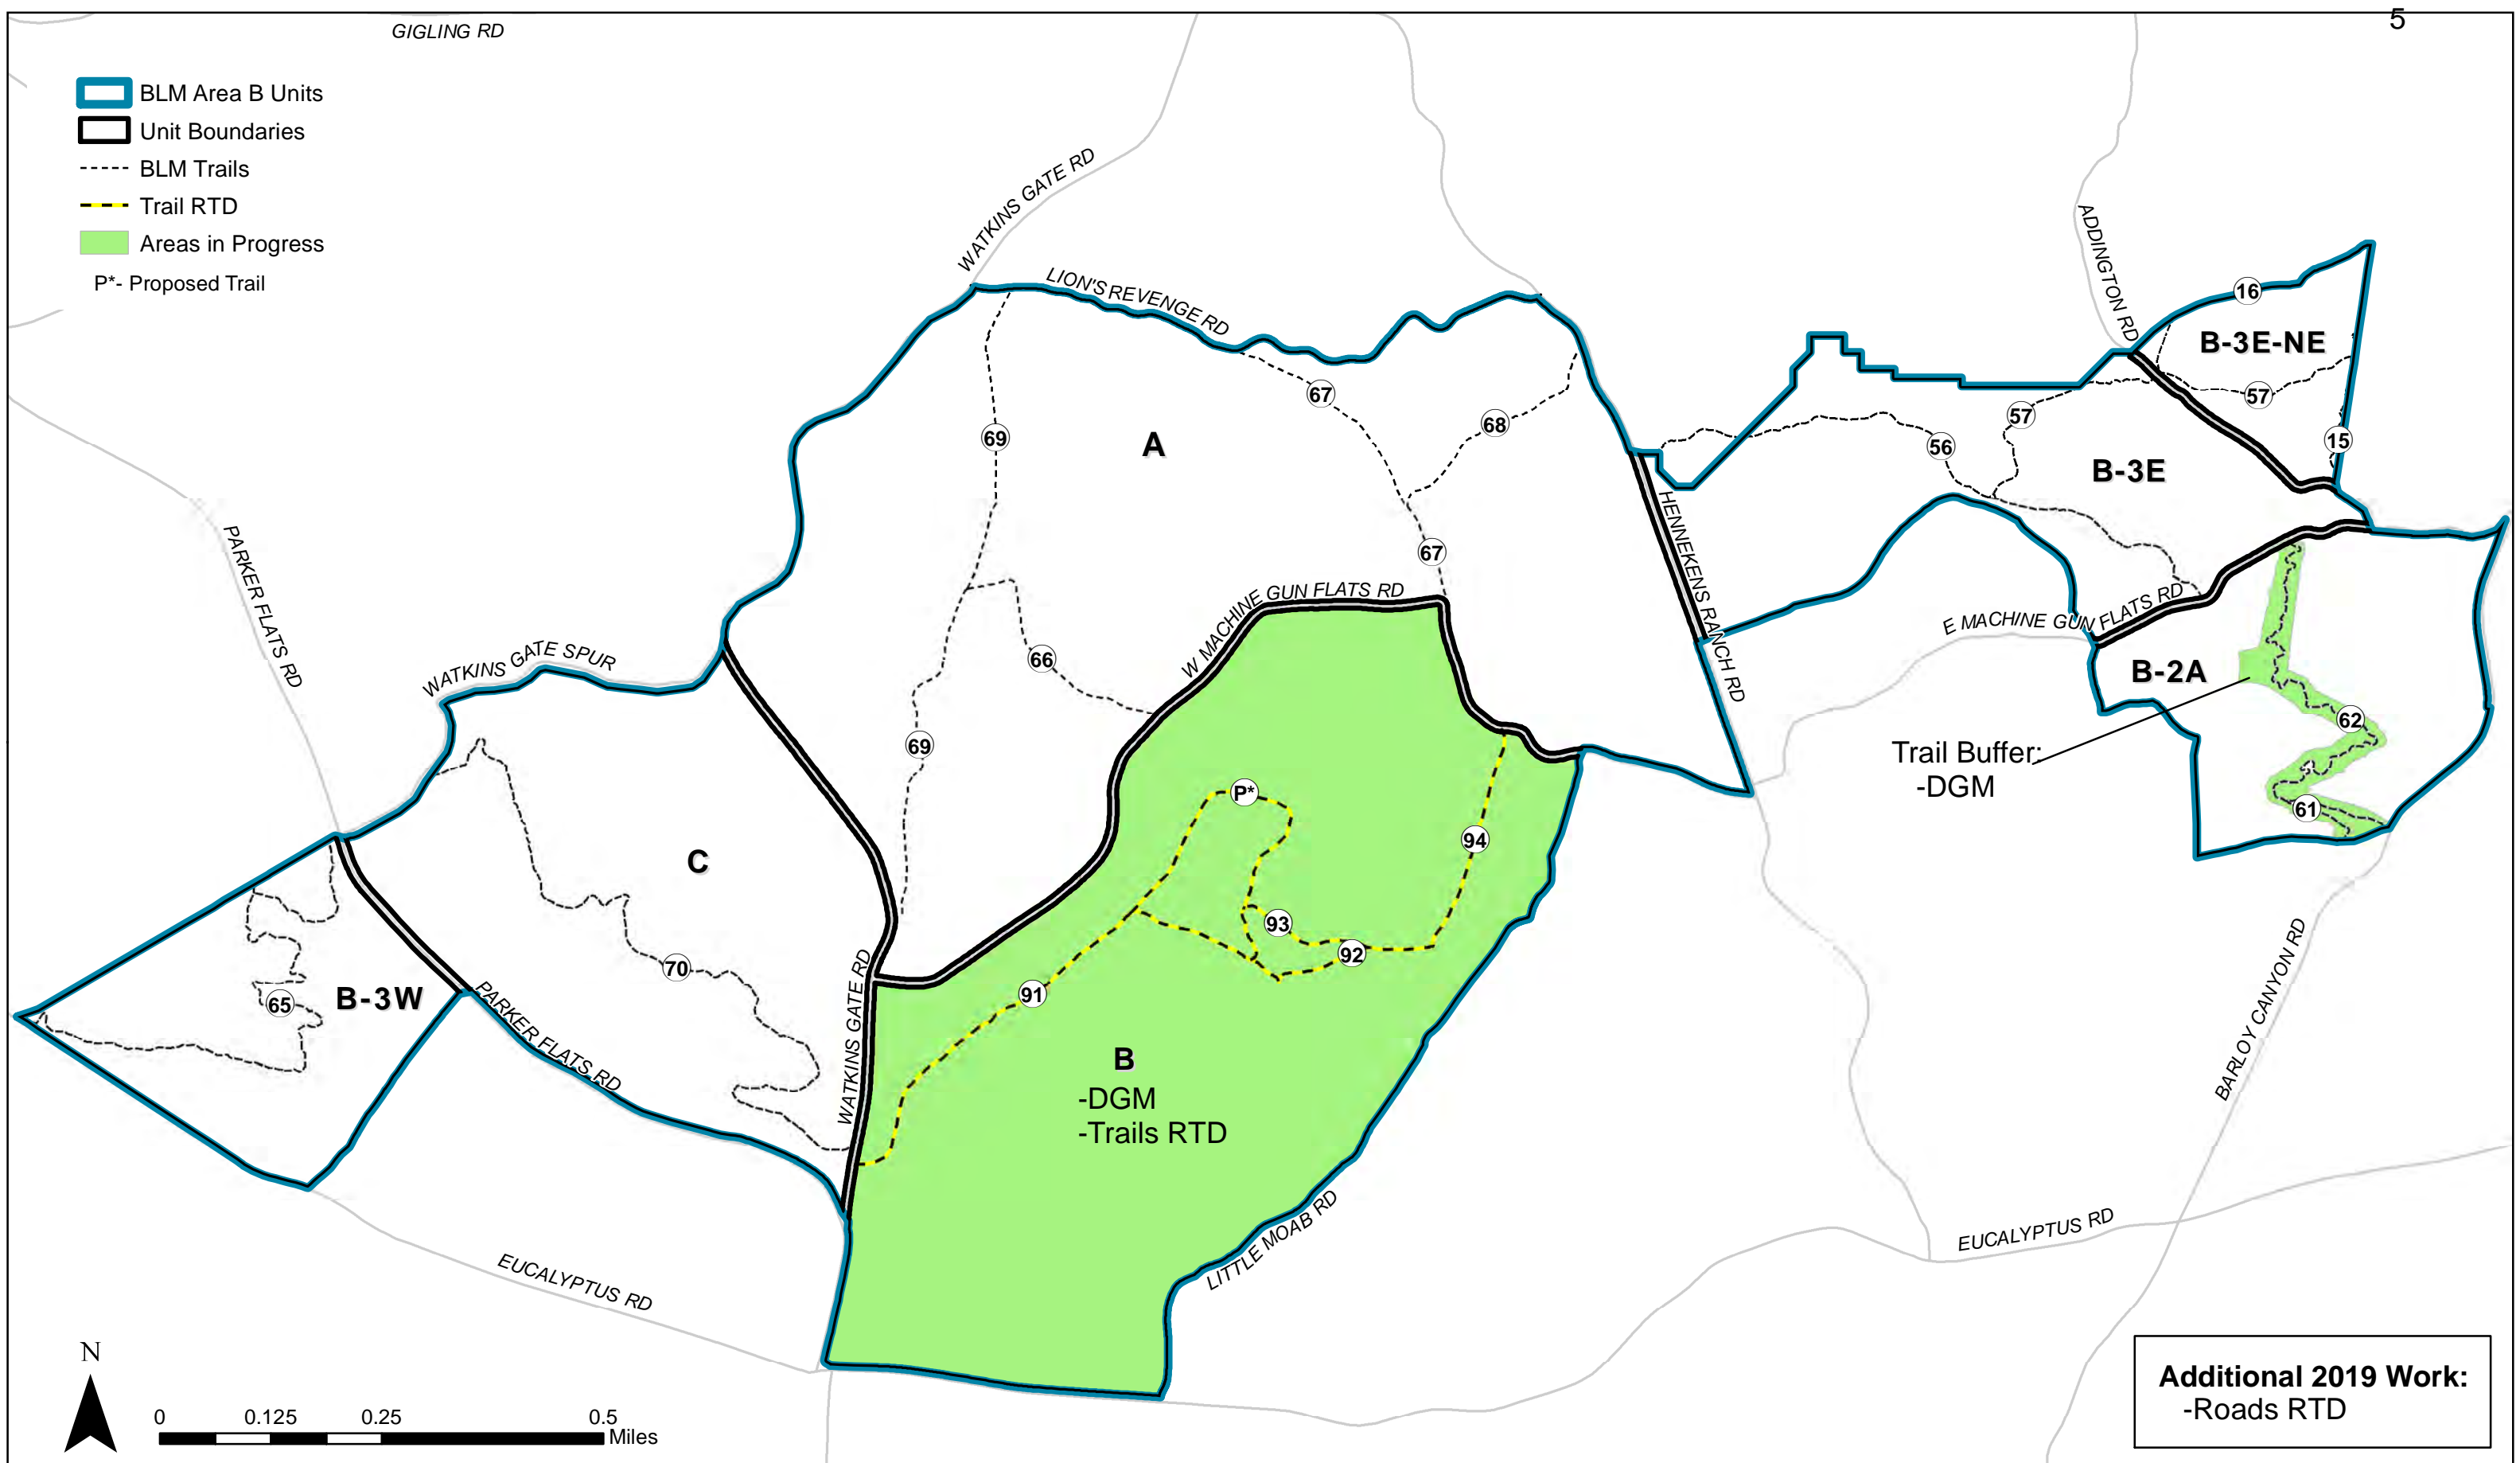 5
GIGLING RD
BLM Area B Units
Unit Boundaries
BLM Trails
Trail RTD
Areas in Progress
P*- Proposed Trail
WATKINS GATE RD
LION'S REVENGE RD
ADDINGTON RD
16
B-3E-NE
57
15
67
68
69
A
57
56
B-3E
HENNEKENS RANCH RD
PARKER FLATS RD
67
W MACHINE GUN FLATS RD
E MACHINE GUN FLATS RD
WATKINS GATE SPUR
66
69
B-2A
62
Trail Buffer:
-DGM
61
P*
94
C
93
92
91
70
65
B-3W
PARKER FLATS RD
WATKINS GATE RD
B
-DGM
-Trails RTD
BARLOY CANYON RD
LITTLE MOAB RD
EUCALYPTUS RD
EUCALYPTUS RD
N
0 0.125 0.25 0.5
Miles
Additional 2019 Work:
-Roads RTD